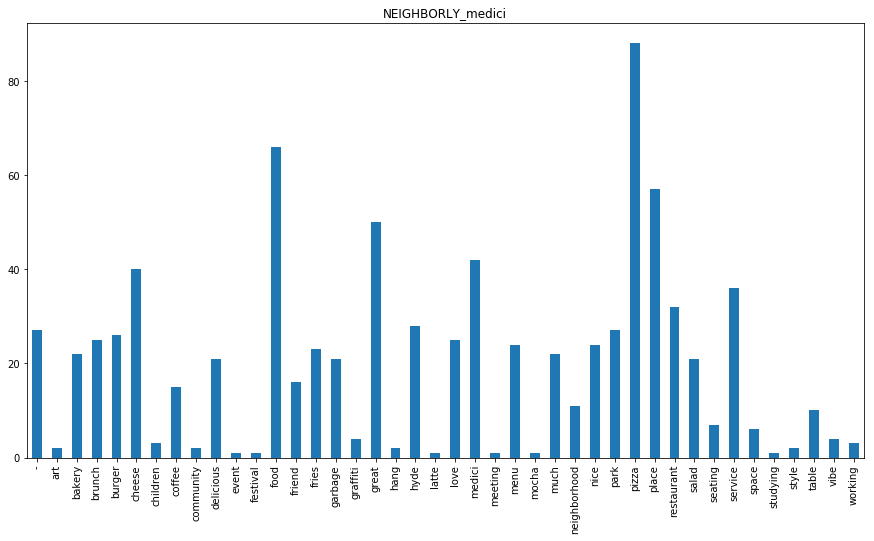 NEIGHBORLY_medici
80
60
40
20
0
-
art
bakery
brunch
burger
cheese
children
coffee
community
delicious
event
festival
food
friend
fries
garbage
graffiti
great
hang
hyde
latte
love
medici
meeting
menu
mocha
much
neighborhood
nice
park
pizza
place
restaurant
salad
seating
service
space
studying
style
table
vibe
working